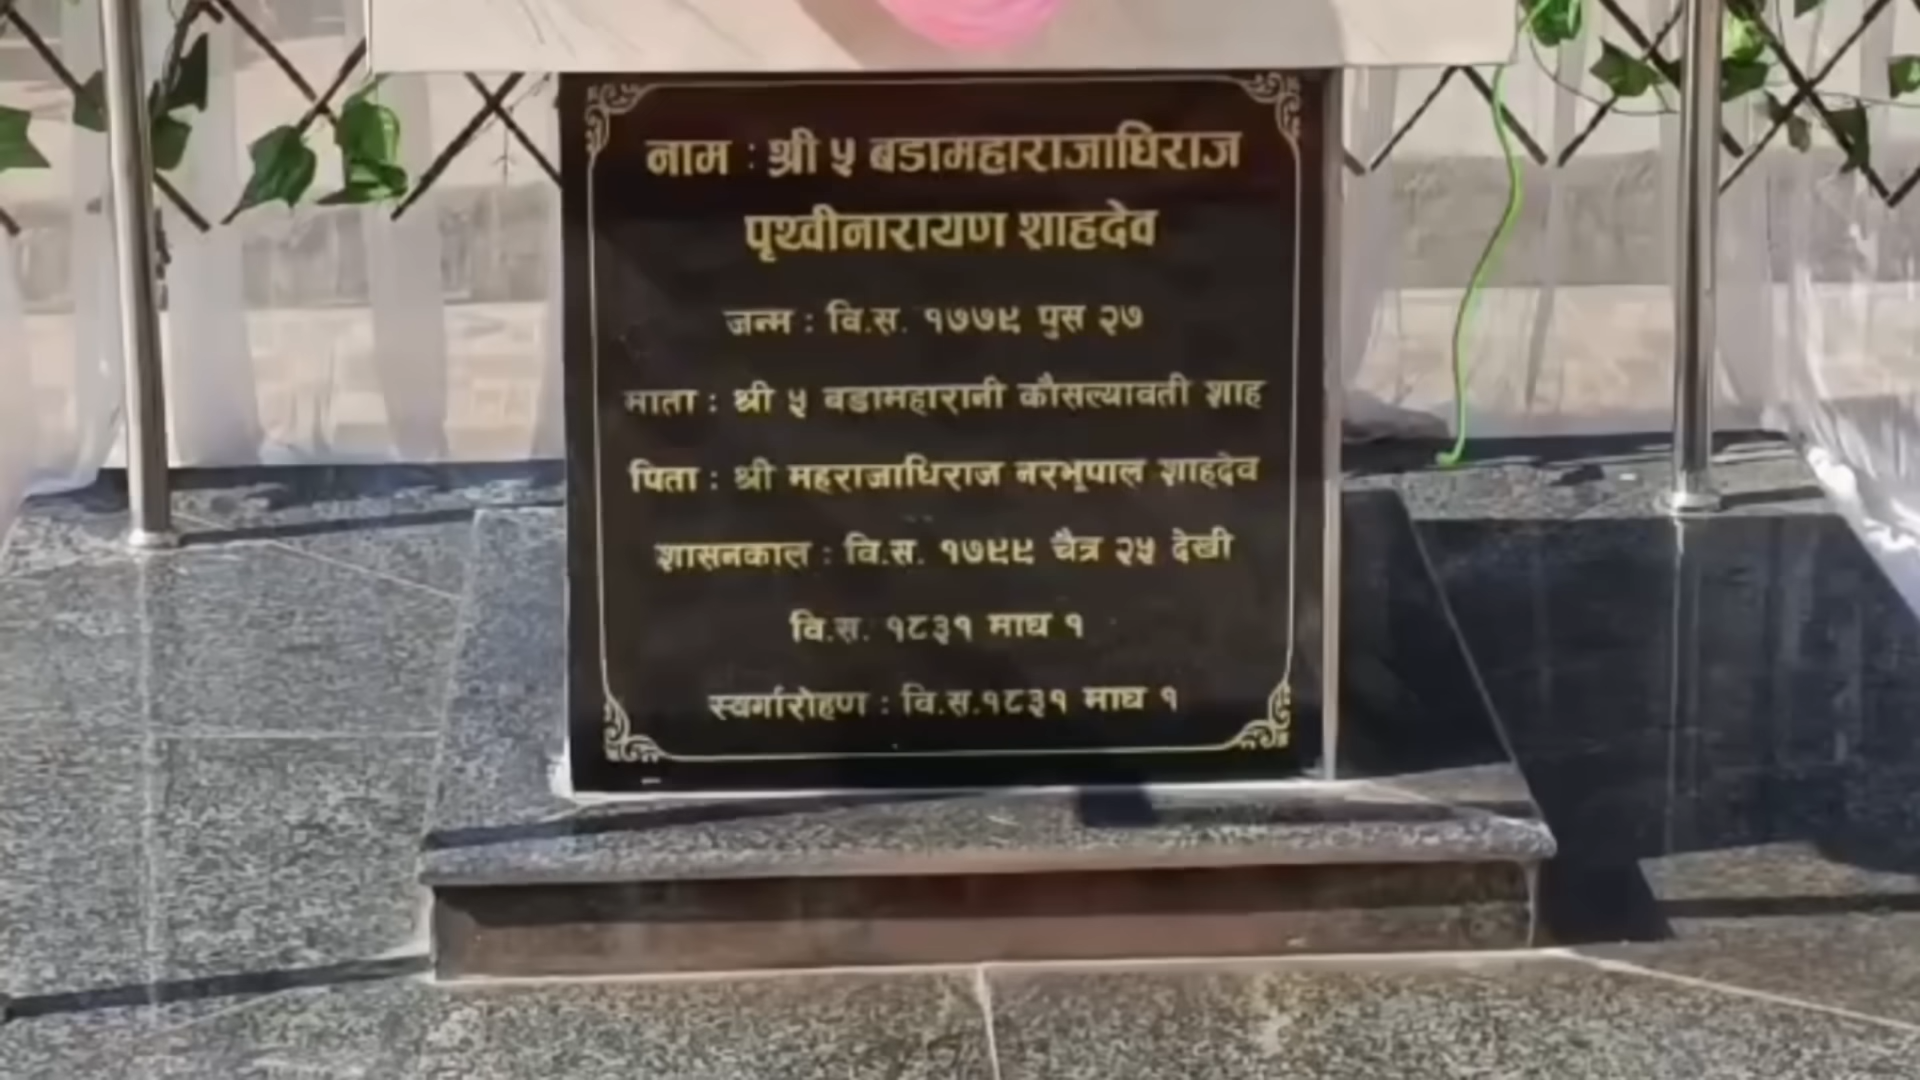 नाम : श्री ५ बडामहाराजाधिराज
पृथ्वीनारायण शाहदेव
जन्म : वि.स. १७७९ पुस २७
माता : श्री ५ बडामहारानी कौसल्यावती शाह
पिता : श्री महराजाधिराज नरभूपाल शाहदेव
शासनकाल : वि.स. १७९९ चैत्र २५ देखी
वि.स. १८३१ माघ १
स्वर्गारोहण : वि.स.१८३१ माघ १